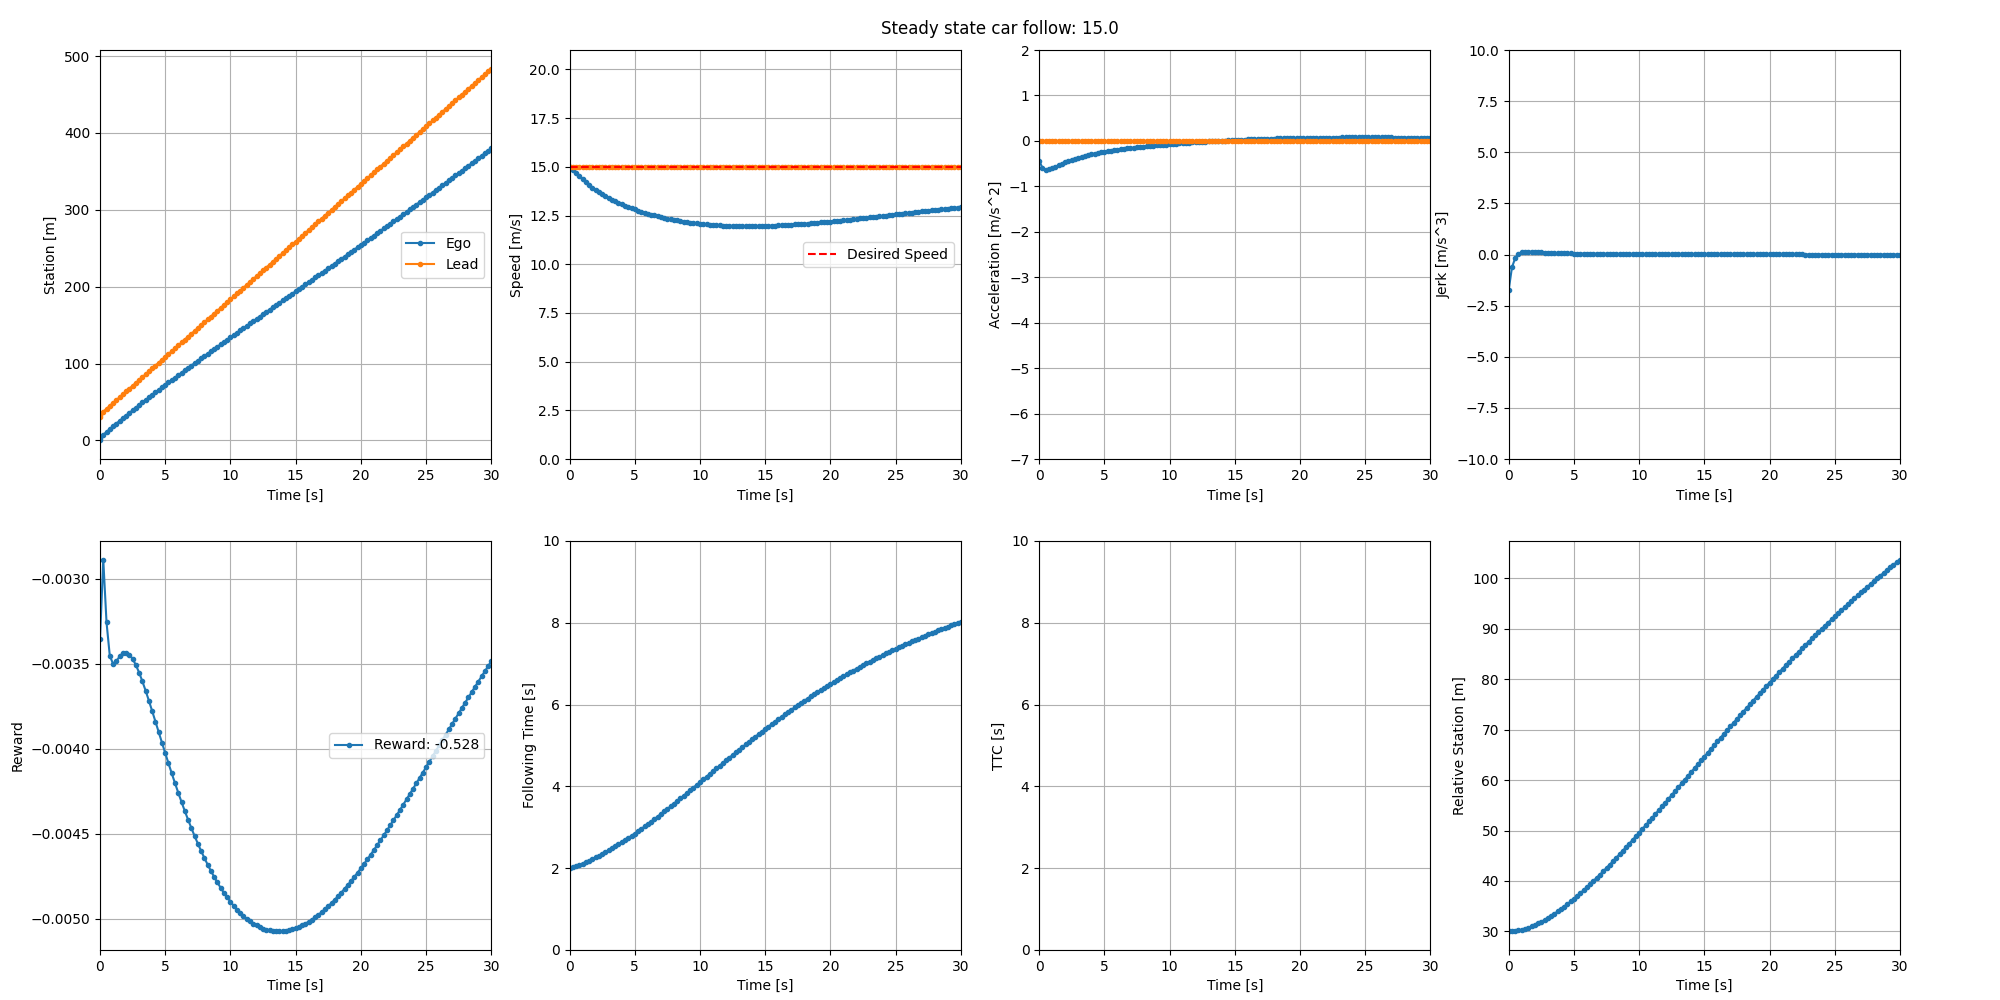 Steady state car follow: 15.0
Station [m]
500
400
300
200
100
0
Ego
Lead
0 5 10 15 20 25 30
Time [s]
Speed [m/s]
20.0
17.5
15.0
12.5
10.0
7.5
5.0
2.5
0.0
Desired Speed
0 5 10 15 20 25 30
Time [s]
Acceleration [m/s^2]
2
1
0
−1
−2
−3
−4
−5
−6
−7
0 5 10 15 20 25 30
Time [s]
Jerk [m/s^3]
10.0
7.5
5.0
2.5
0.0
−2.5
−5.0
−7.5
−10.0
0 5 10 15 20 25 30
Time [s]
Reward
−0.0030
−0.0035
−0.0040
−0.0045
−0.0050
Reward: -0.528
0 5 10 15 20 25 30
Time [s]
Following Time [s]
10
8
6
4
2
0
0 5 10 15 20 25 30
Time [s]
TTC [s]
10
8
6
4
2
0
0 5 10 15 20 25 30
Time [s]
Relative Station [m]
100
90
80
70
60
50
40
30
0 5 10 15 20 25 30
Time [s]